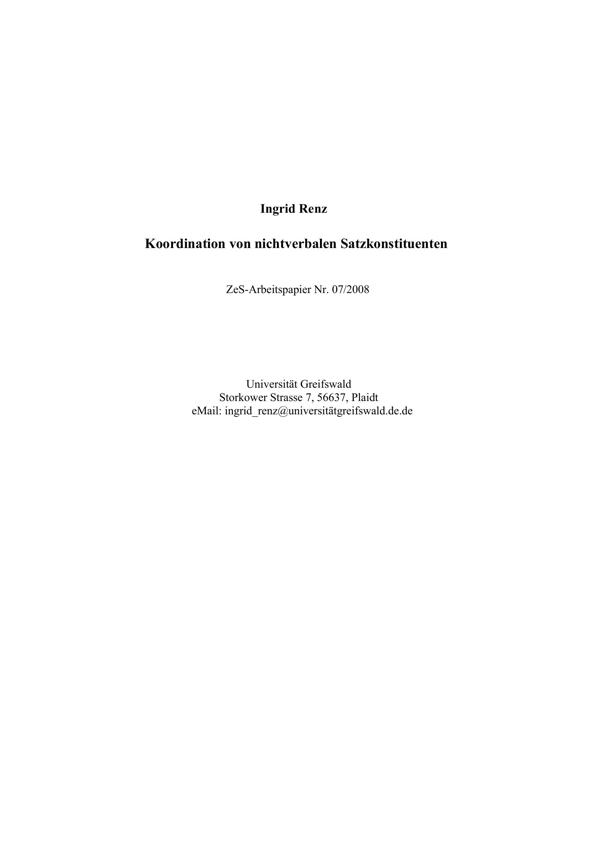 Ingrid Renz
Koordination von nichtverbalen Satzkonstituenten
ZeS-Arbeitspapier Nr. 07/2008
Universität Greifswald
Storkower Strasse 7, 56637, Plaidt
eMail: ingrid_renz@universitätgreifswald.de.de